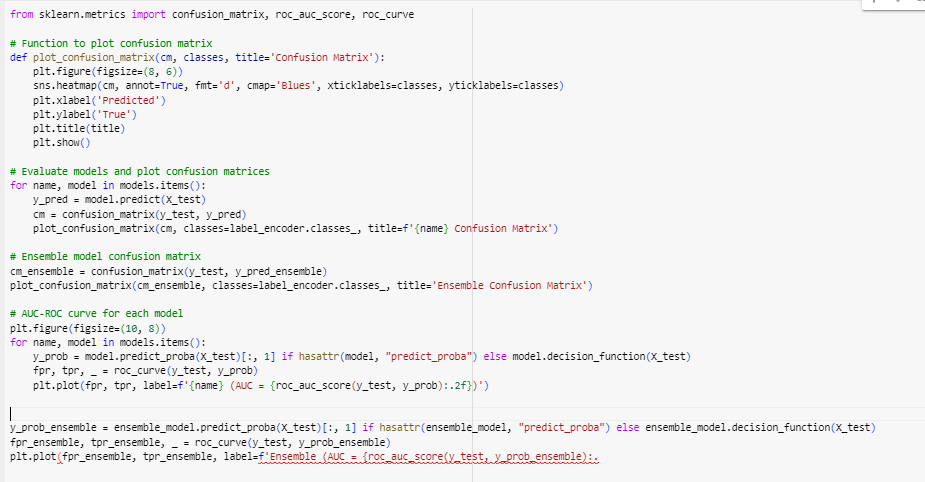 from sklearn.metrics import confusion_matrix, roc_auc_score, roc_curve
# Function to plot confusion matrix
def plot_confusion_matrix(cm, classes, title='Confusion Matrix'):
    plt.figure(figsize=(8, 6))
    sns.heatmap(cm, annot=True, fmt='d', cmap='Blues', xticklabels=classes, yticklabels=classes)
    plt.xlabel('Predicted')
    plt.ylabel('True')
    plt.title(title)
    plt.show()
# Evaluate models and plot confusion matrices
for name, model in models.items():
    y_pred = model.predict(X_test)
    cm = confusion_matrix(y_test, y_pred)
    plot_confusion_matrix(cm, classes=label_encoder.classes_, title=f'{name} Confusion Matrix')
# Ensemble model confusion matrix
cm_ensemble = confusion_matrix(y_test, y_pred_ensemble)
plot_confusion_matrix(cm_ensemble, classes=label_encoder.classes_, title='Ensemble Confusion Matrix')
# AUC-ROC curve for each model
plt.figure(figsize=(10, 8))
for name, model in models.items():
    y_prob = model.predict_proba(X_test)[:, 1] if hasattr(model, "predict_proba") else model.decision_function(X_test)
    fpr, tpr, _ = roc_curve(y_test, y_prob)
    plt.plot(fpr, tpr, label=f'{name} (AUC = {roc_auc_score(y_test, y_prob):.2f})')
y_prob_ensemble = ensemble_model.predict_proba(X_test)[:, 1] if hasattr(ensemble_model, "predict_proba") else ensemble_model.decision_function(X_test)
fpr_ensemble, tpr_ensemble, _ = roc_curve(y_test, y_prob_ensemble)
plt.plot(fpr_ensemble, tpr_ensemble, label=f'Ensemble (AUC = {roc_auc_score(y_test, y_prob_ensemble):.